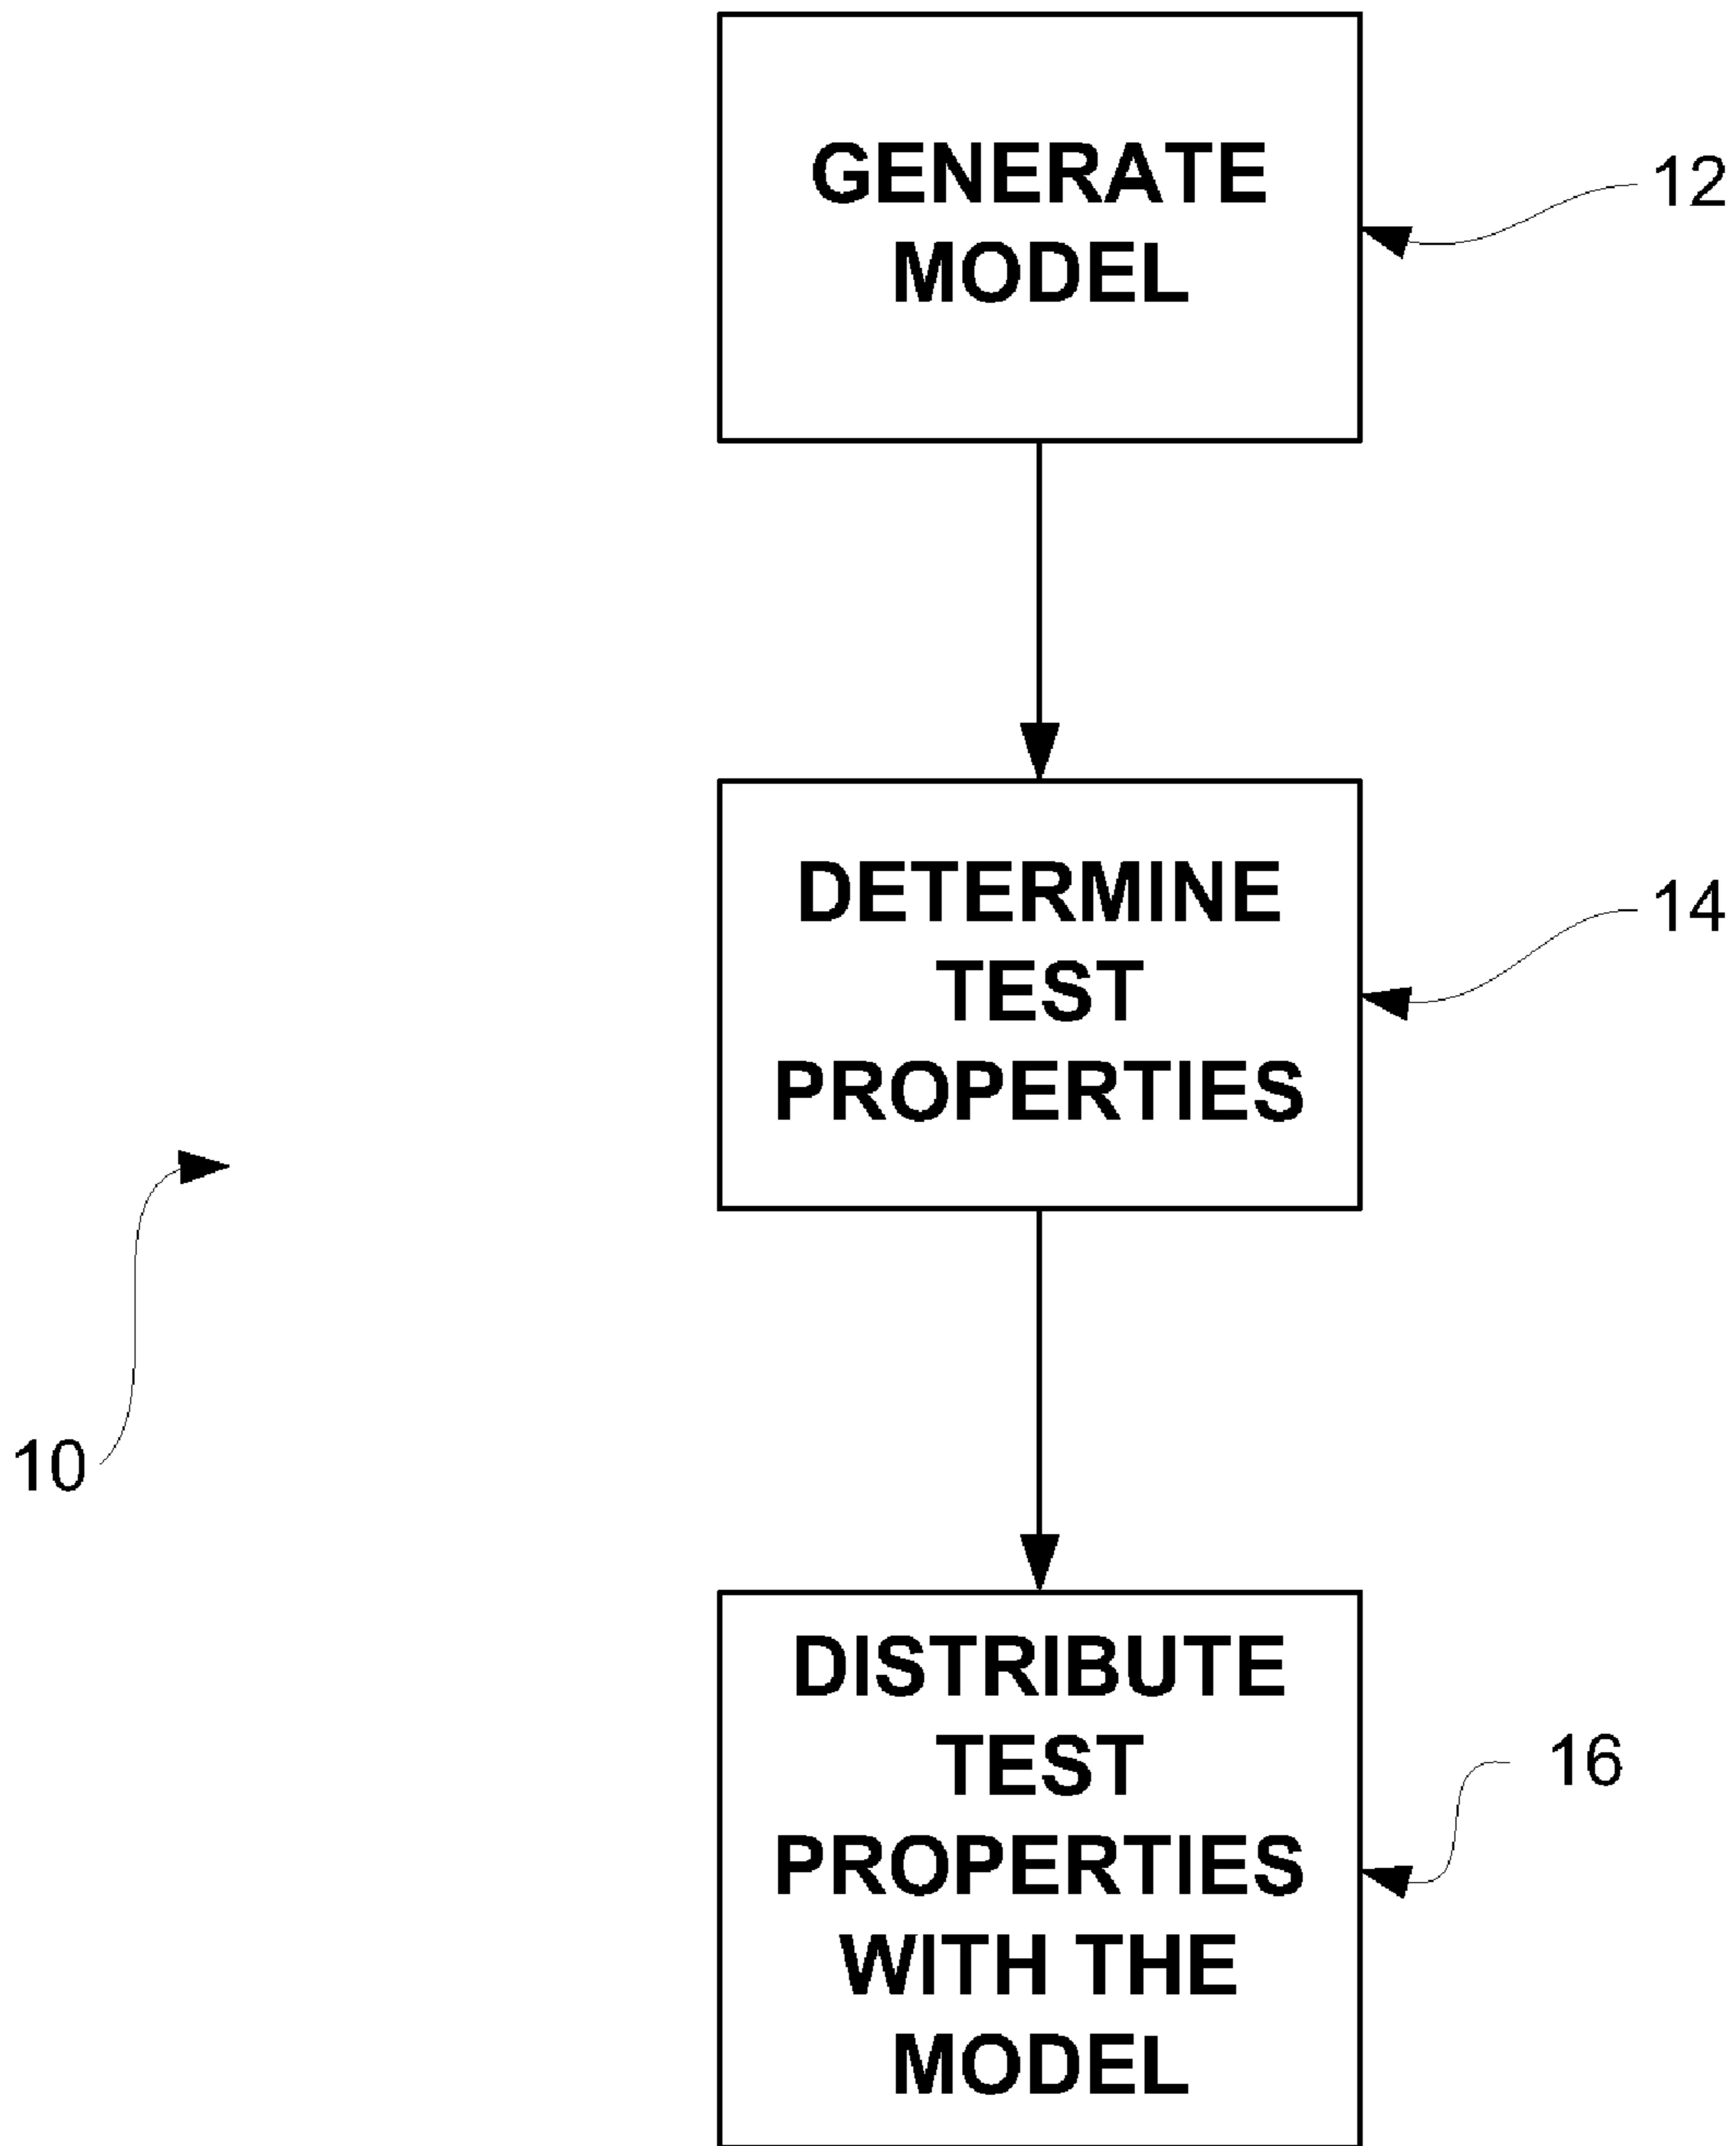 GENERATE
MODEL
12
DETERMINE
TEST
PROPERTIES
14
10
DISTRIBUTE
TEST
PROPERTIES
WITH THE
MODEL
16